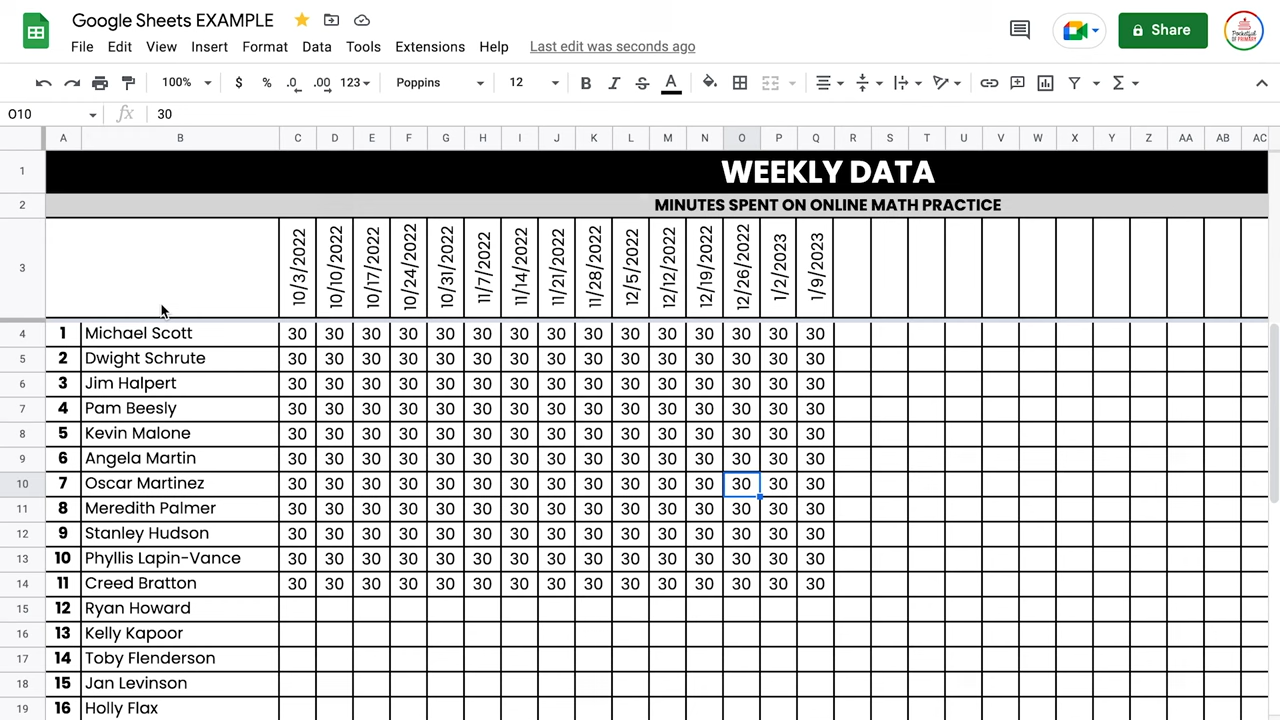 Google Sheets EXAMPLE
File Edit View Insert Format Data Tools Extensions Help Last edit was seconds ago
Share
100% $ % .0 .00 123 Poppins 12 B I S A
O10 fx 30
A B C D E F G H I J K L M N O P Q R S T U V W X Y Z AA AB AC
1 WEEKLY DATA
2 MINUTES SPENT ON ONLINE MATH PRACTICE
3 10/3/2022 10/10/2022 10/17/2022 10/24/2022 10/31/2022 11/7/2022 11/14/2022 11/21/2022 11/28/2022 12/5/2022 12/12/2022 12/19/2022 12/26/2022 1/2/2023 1/9/2023
4 1 Michael Scott 30 30 30 30 30 30 30 30 30 30 30 30 30 30 30
5 2 Dwight Schrute 30 30 30 30 30 30 30 30 30 30 30 30 30 30 30
6 3 Jim Halpert 30 30 30 30 30 30 30 30 30 30 30 30 30 30 30
7 4 Pam Beesly 30 30 30 30 30 30 30 30 30 30 30 30 30 30 30
8 5 Kevin Malone 30 30 30 30 30 30 30 30 30 30 30 30 30 30 30
9 6 Angela Martin 30 30 30 30 30 30 30 30 30 30 30 30 30 30 30
10 7 Oscar Martinez 30 30 30 30 30 30 30 30 30 30 30 30 30 30 30
11 8 Meredith Palmer 30 30 30 30 30 30 30 30 30 30 30 30 30 30 30
12 9 Stanley Hudson 30 30 30 30 30 30 30 30 30 30 30 30 30 30 30
13 10 Phyllis Lapin-Vance 30 30 30 30 30 30 30 30 30 30 30 30 30 30 30
14 11 Creed Bratton 30 30 30 30 30 30 30 30 30 30 30 30 30 30 30
15 12 Ryan Howard
16 13 Kelly Kapoor
17 14 Toby Flenderson
18 15 Jan Levinson
19 16 Holly Flax